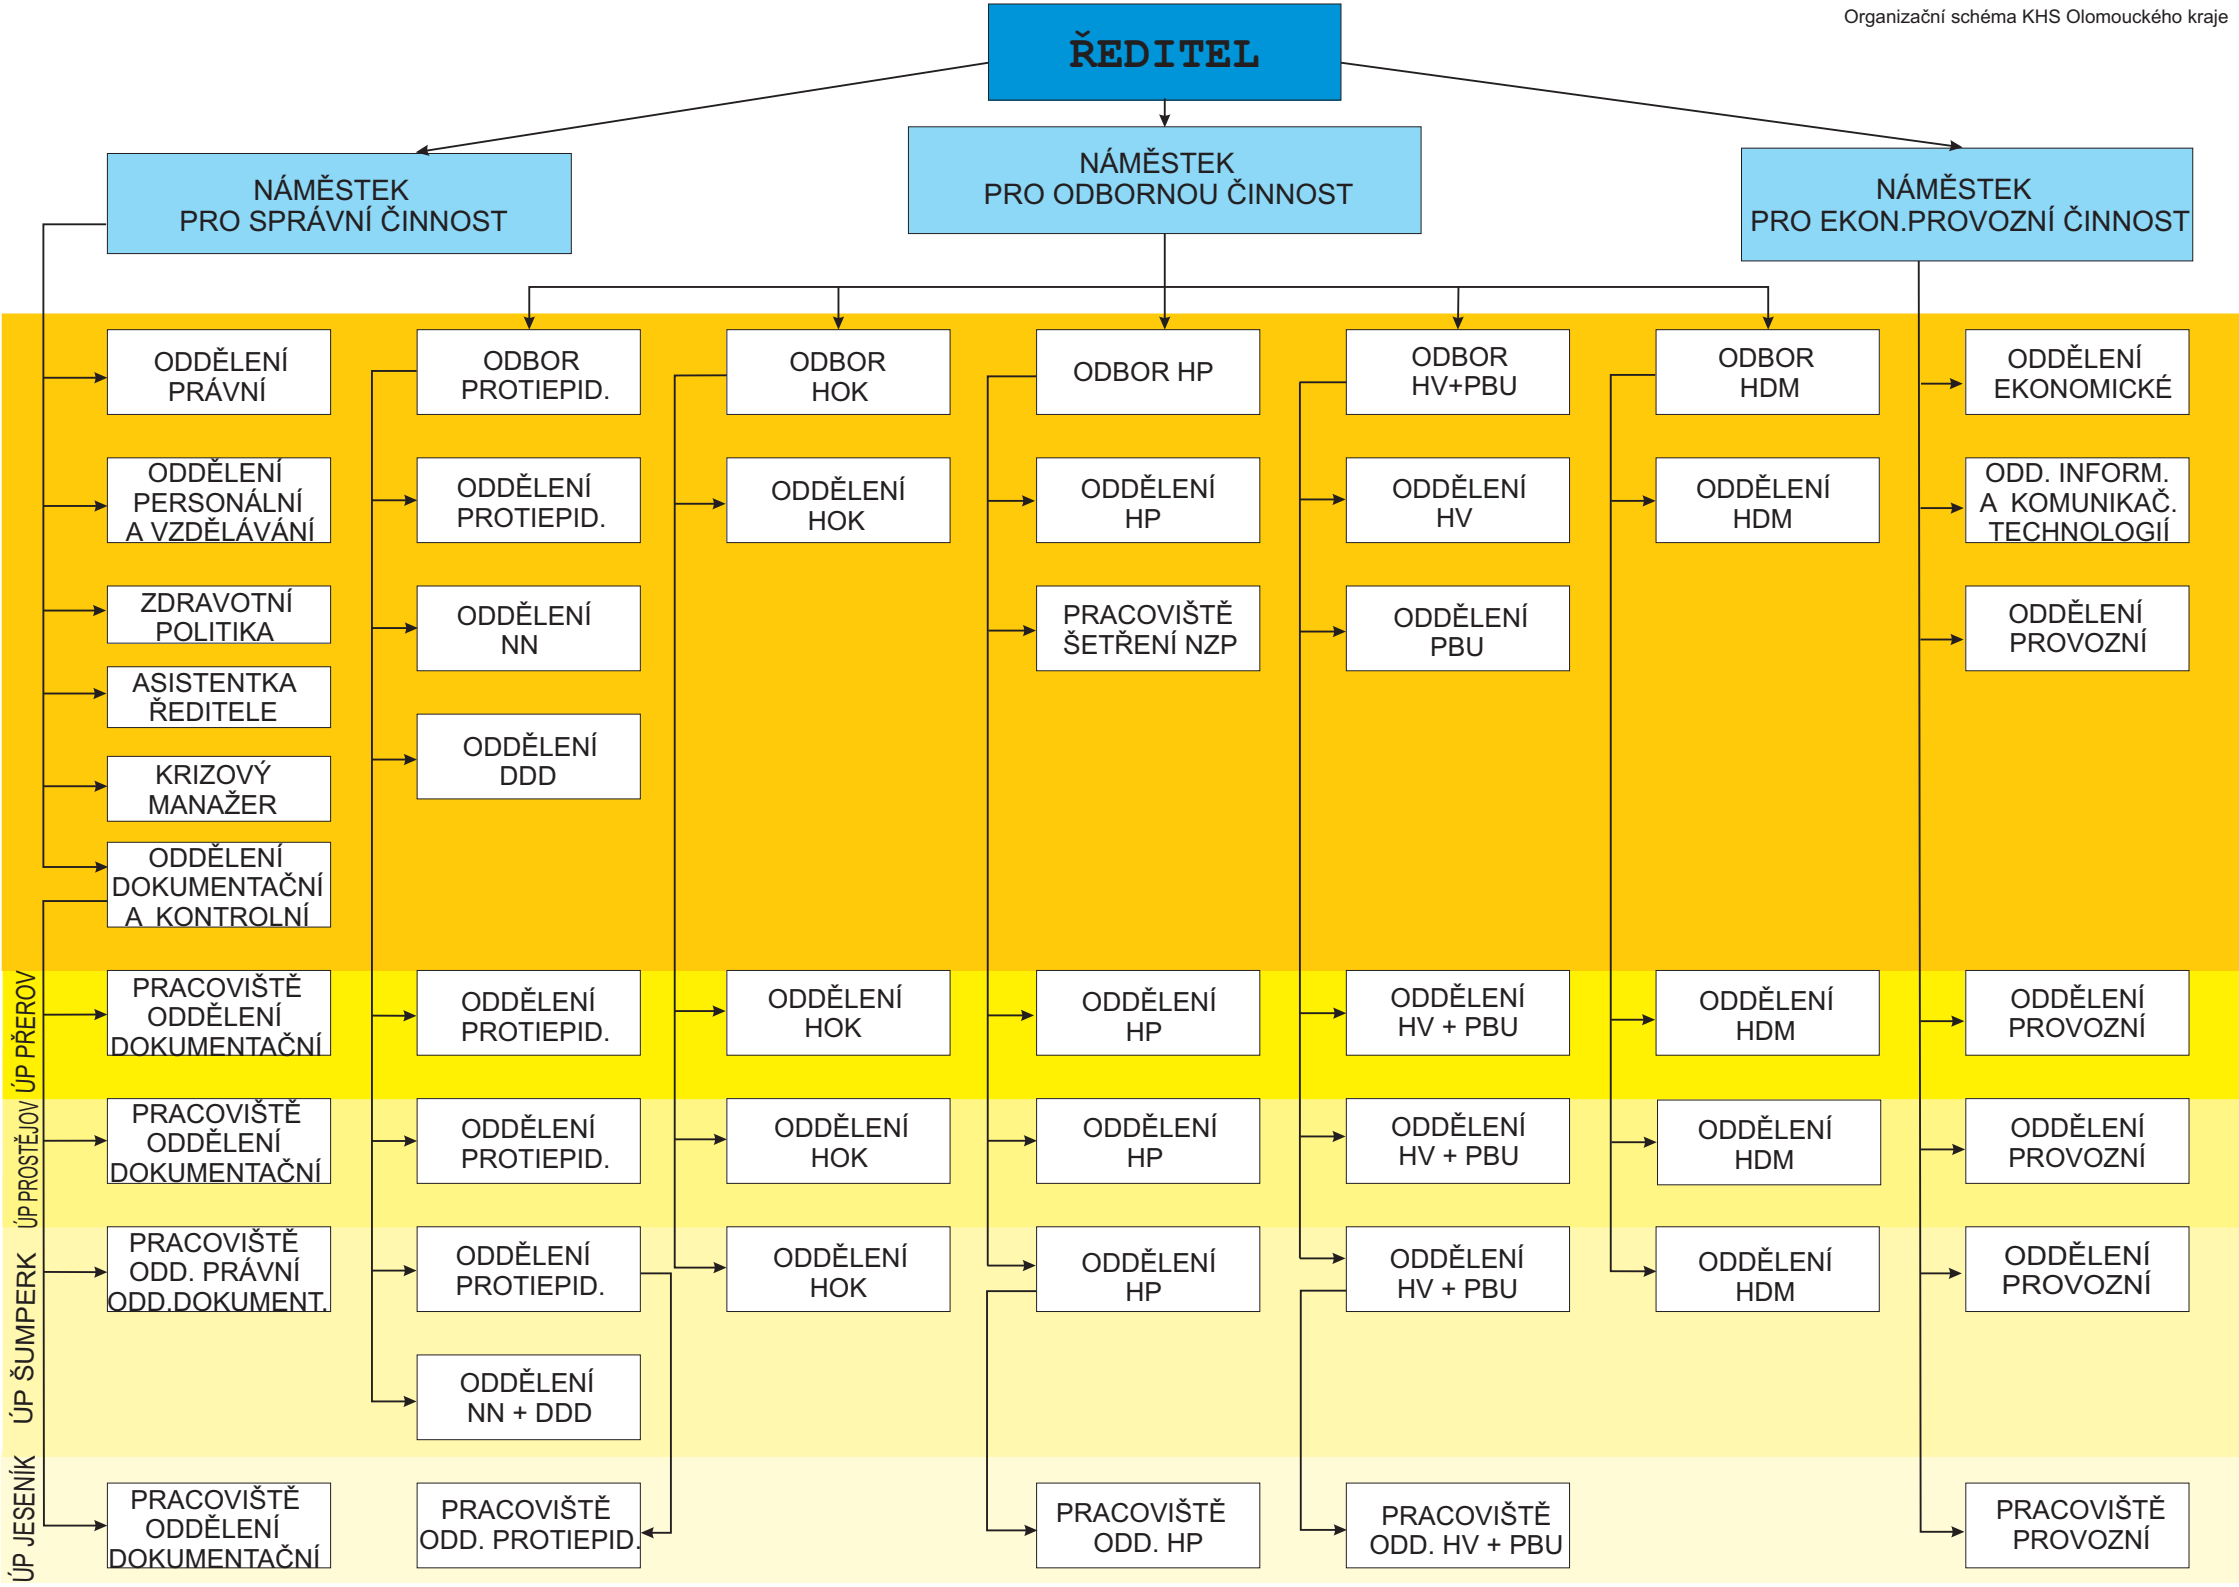 Organizační schéma KHS Olomouckého kraje
ŘEDITEL
NÁMĚSTEK
PRO SPRÁVNÍ ČINNOST
NÁMĚSTEK
PRO ODBORNOU ČINNOST
NÁMĚSTEK
PRO EKON.PROVOZNÍ ČINNOST
ODDĚLENÍ
PRÁVNÍ
ODBOR
PROTIEPID.
ODBOR
HOK
ODBOR HP
ODBOR
HV+PBU
ODBOR
HDM
ODDĚLENÍ
EKONOMICKÉ
ODDĚLENÍ
PERSONÁLNÍ
A VZDĚLÁVÁNÍ
ODDĚLENÍ
PROTIEPID.
ODDĚLENÍ
HOK
ODDĚLENÍ
HP
ODDĚLENÍ
HV
ODDĚLENÍ
HDM
ODD. INFORM.
A KOMUNIKAČ.
TECHNOLOGIÍ
ZDRAVOTNÍ
POLITIKA
ODDĚLENÍ
NN
PRACOVIŠTĚ
ŠETŘENÍ NZP
ODDĚLENÍ
PBU
ODDĚLENÍ
PROVOZNÍ
ASISTENTKA
ŘEDITELE
ODDĚLENÍ
DDD
KRIZOVÝ
MANAŽER
ODDĚLENÍ
DOKUMENTAČNÍ
A KONTROLNÍ
ÚP PŘEROV
PRACOVIŠTĚ
ODDĚLENÍ
DOKUMENTAČNÍ
ODDĚLENÍ
PROTIEPID.
ODDĚLENÍ
HOK
ODDĚLENÍ
HP
ODDĚLENÍ
HV + PBU
ODDĚLENÍ
HDM
ODDĚLENÍ
PROVOZNÍ
ÚP PROSTĚJOV
PRACOVIŠTĚ
ODDĚLENÍ
DOKUMENTAČNÍ
ODDĚLENÍ
PROTIEPID.
ODDĚLENÍ
HOK
ODDĚLENÍ
HP
ODDĚLENÍ
HV + PBU
ODDĚLENÍ
HDM
ODDĚLENÍ
PROVOZNÍ
ÚP ŠUMPERK
PRACOVIŠTĚ
ODD. PRÁVNÍ
ODD.DOKUMENT.
ODDĚLENÍ
PROTIEPID.
ODDĚLENÍ
HOK
ODDĚLENÍ
HP
ODDĚLENÍ
HV + PBU
ODDĚLENÍ
HDM
ODDĚLENÍ
PROVOZNÍ
ODDĚLENÍ
NN + DDD
ÚP JESENÍK
PRACOVIŠTĚ
ODDĚLENÍ
DOKUMENTAČNÍ
PRACOVIŠTĚ
ODD. PROTIEPID.
PRACOVIŠTĚ
ODD. HP
PRACOVIŠTĚ
ODD. HV + PBU
PRACOVIŠTĚ
PROVOZNÍ